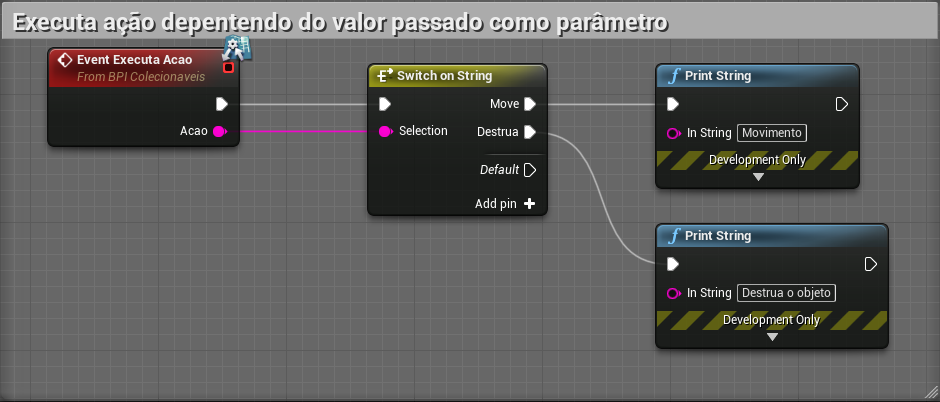 Executa ação depentendo do valor passado como parâmetro
Event Executa Acao
From BPI Colecionaveis
Acao
Switch on String
Move
Selection
Destrua
Default
Add pin
f Print String
In String Movimento
Development Only
f Print String
In String Destrua o objeto
Development Only